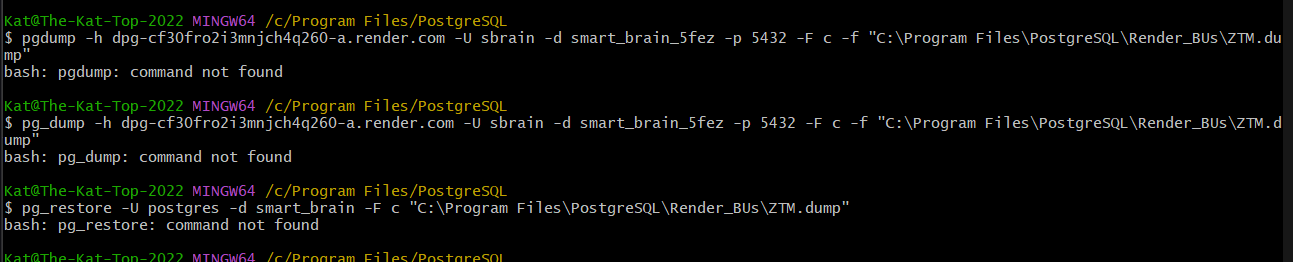 Kat@The-Kat-Top-2022 MINGW64 /c/Program Files/PostgreSQL
$ pgdump -h dpg-cf30fro2i3mnjch4q260-a.render.com -U sbrain -d smart_brain_5fez -p 5432 -F c -f "C:\Program Files\PostgreSQL\Render_BUs\ZTM.du
mp"
bash: pgdump: command not found
Kat@The-Kat-Top-2022 MINGW64 /c/Program Files/PostgreSQL
$ pg_dump -h dpg-cf30fro2i3mnjch4q260-a.render.com -U sbrain -d smart_brain_5fez -p 5432 -F c -f "C:\Program Files\PostgreSQL\Render_BUs\ZTM.d
ump"
bash: pg_dump: command not found
Kat@The-Kat-Top-2022 MINGW64 /c/Program Files/PostgreSQL
$ pg_restore -U postgres -d smart_brain -F c "C:\Program Files\PostgreSQL\Render_BUs\ZTM.dump"
bash: pg_restore: command not found
Kat@The-Kat-Top-2022 MINGW64 /c/Program Files/PostgreSQL